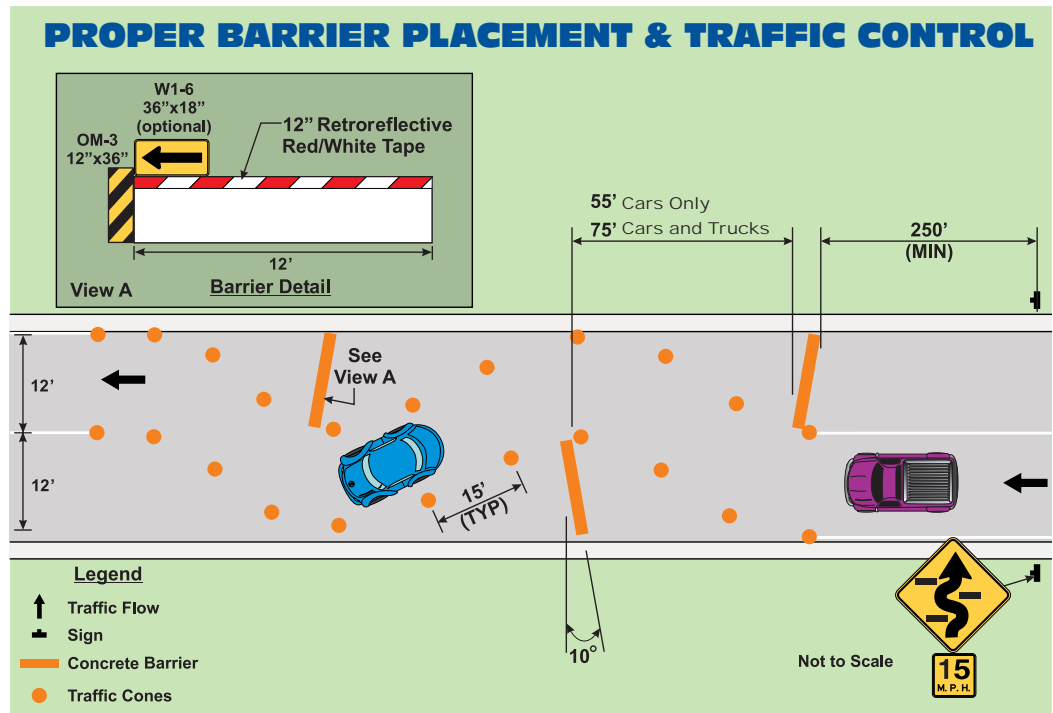 PROPER BARRIER PLACEMENT & TRAFFIC CONTROL
W1-6
36”x18”
(optional)
OM-3
12”x36”
12” Retroreflective
Red/White Tape
12’
View A
Barrier Detail
55’ Cars Only
75’ Cars and Trucks
250’
(MIN)
12’
See
View A
12’
15’
(TYP)
10°
Legend
Traffic Flow
Sign
Concrete Barrier
Traffic Cones
Not to Scale
15
M.P.H.